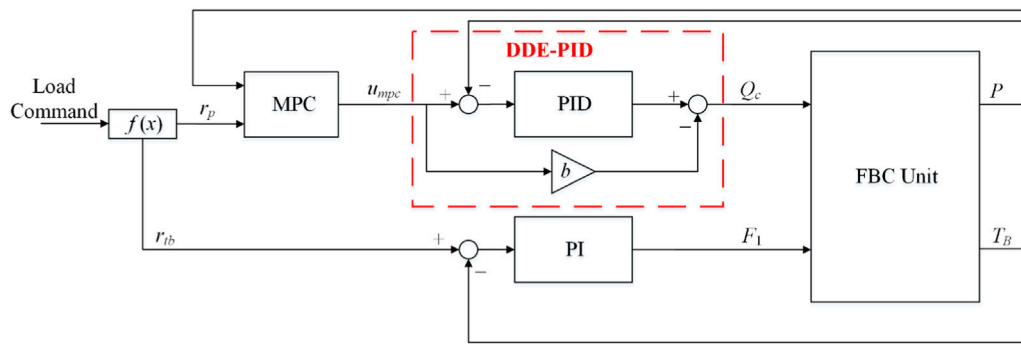 DDE-PID
Load
Command
f(x)
r_p
MPC
u_mpc
+
−
PID
+
−
Q_c
P
b
FBC Unit
r_tb
+
−
PI
F_1
T_B